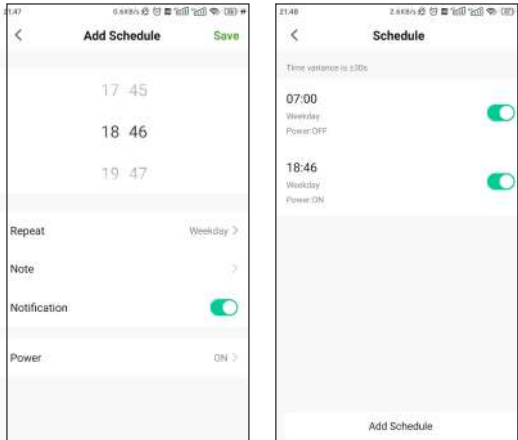 21.47
0.6KB/s
Add Schedule
Save
17 45
18 46
19 47
Repeat
Weekday
Note
Notification
Power
ON
21.48
2.6KB/s
Schedule
Time variance is ±30s
07:00
Weekday
Power:OFF
18:46
Weekday
Power:ON
Add Schedule